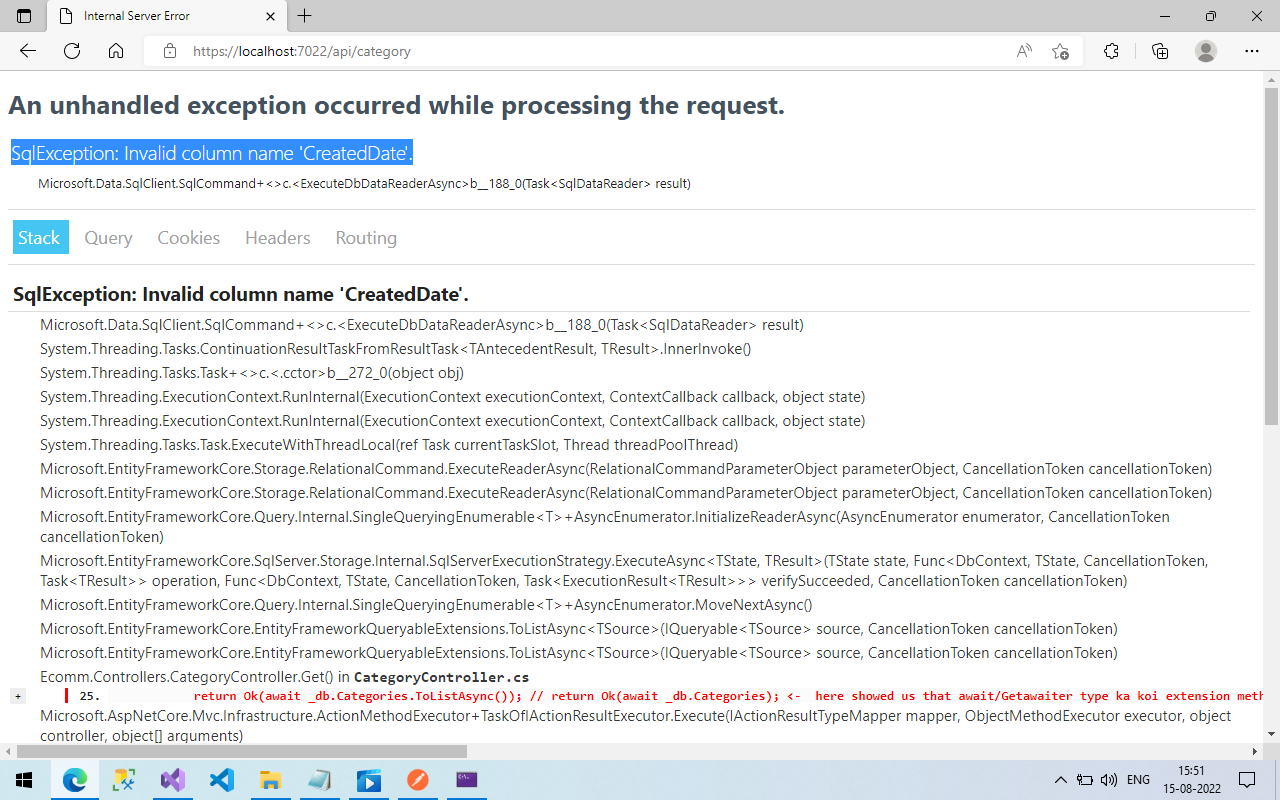 Internal Server Error
https://localhost:7022/api/category
An unhandled exception occurred while processing the request.
SqlException: Invalid column name 'CreatedDate'.
Microsoft.Data.SqlClient.SqlCommand+<>c.<ExecuteDbDataReaderAsync>b__188_0(Task<SqlDataReader> result)
Stack Query Cookies Headers Routing
SqlException: Invalid column name 'CreatedDate'.
Microsoft.Data.SqlClient.SqlCommand+<>c.<ExecuteDbDataReaderAsync>b__188_0(Task<SqlDataReader> result)
System.Threading.Tasks.ContinuationResultTaskFromResultTask<TAntecedentResult, TResult>.InnerInvoke()
System.Threading.Tasks.Task+<>c.<.cctor>b__272_0(object obj)
System.Threading.ExecutionContext.RunInternal(ExecutionContext executionContext, ContextCallback callback, object state)
System.Threading.ExecutionContext.RunInternal(ExecutionContext executionContext, ContextCallback callback, object state)
System.Threading.Tasks.Task.ExecuteWithThreadLocal(ref Task currentTaskSlot, Thread threadPoolThread)
Microsoft.EntityFrameworkCore.Storage.RelationalCommand.ExecuteReaderAsync(RelationalCommandParameterObject parameterObject, CancellationToken cancellationToken)
Microsoft.EntityFrameworkCore.Storage.RelationalCommand.ExecuteReaderAsync(RelationalCommandParameterObject parameterObject, CancellationToken cancellationToken)
Microsoft.EntityFrameworkCore.Query.Internal.SingleQueryingEnumerable<T>+AsyncEnumerator.InitializeReaderAsync(AsyncEnumerator enumerator, CancellationToken
cancellationToken)
Microsoft.EntityFrameworkCore.SqlServer.Storage.Internal.SqlServerExecutionStrategy.ExecuteAsync<TState, TResult>(TState state, Func<DbContext, TState, CancellationToken,
Task<TResult>> operation, Func<DbContext, TState, CancellationToken, Task<ExecutionResult<TResult>>> verifySucceeded, CancellationToken cancellationToken)
Microsoft.EntityFrameworkCore.Query.Internal.SingleQueryingEnumerable<T>+AsyncEnumerator.MoveNextAsync()
Microsoft.EntityFrameworkCore.EntityFrameworkQueryableExtensions.ToListAsync<TSource>(IQueryable<TSource> source, CancellationToken cancellationToken)
Microsoft.EntityFrameworkCore.EntityFrameworkQueryableExtensions.ToListAsync<TSource>(IQueryable<TSource> source, CancellationToken cancellationToken)
Ecomm.Controllers.CategoryController.Get() in CategoryController.cs
+ 25. return Ok(await _db.Categories.ToListAsync()); // return Ok(await _db.Categories); <- here showed us that await/Getawaiter type ka koi extension meth
Microsoft.AspNetCore.Mvc.Infrastructure.ActionMethodExecutor+TaskOfIActionResultExecutor.Execute(IActionResultTypeMapper mapper, ObjectMethodExecutor executor, object
controller, object[] arguments)
ENG
15:51
15-08-2022